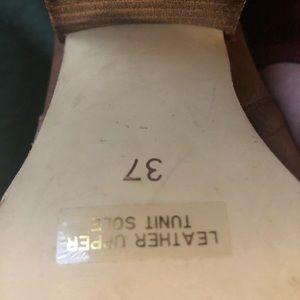 37
LEATHER UPPER
TUNIT SOLE